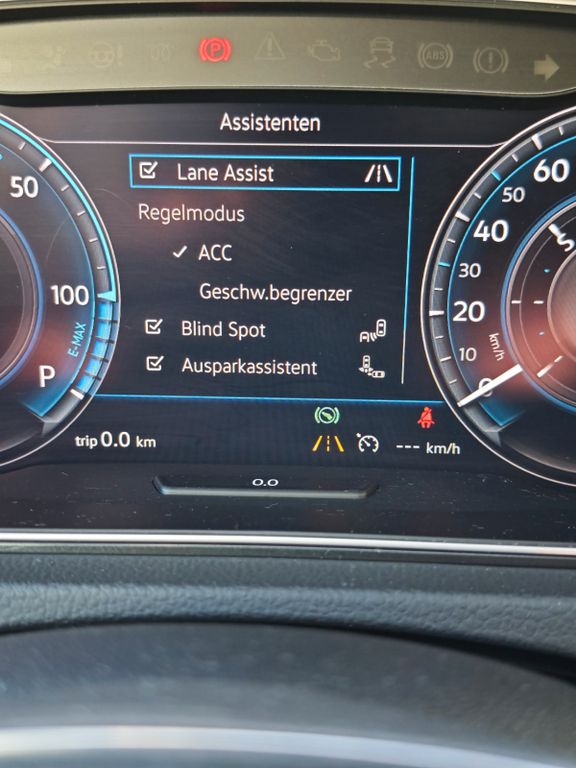 P
ABS
Assistenten
Lane Assist
Regelmodus
ACC
Geschw.begrenzer
Blind Spot
A
Ausparkassistent
50
100
E-MAX
P
60
50
40
30
20
10
0
km/h
trip 0.0 km
--- km/h
0.0